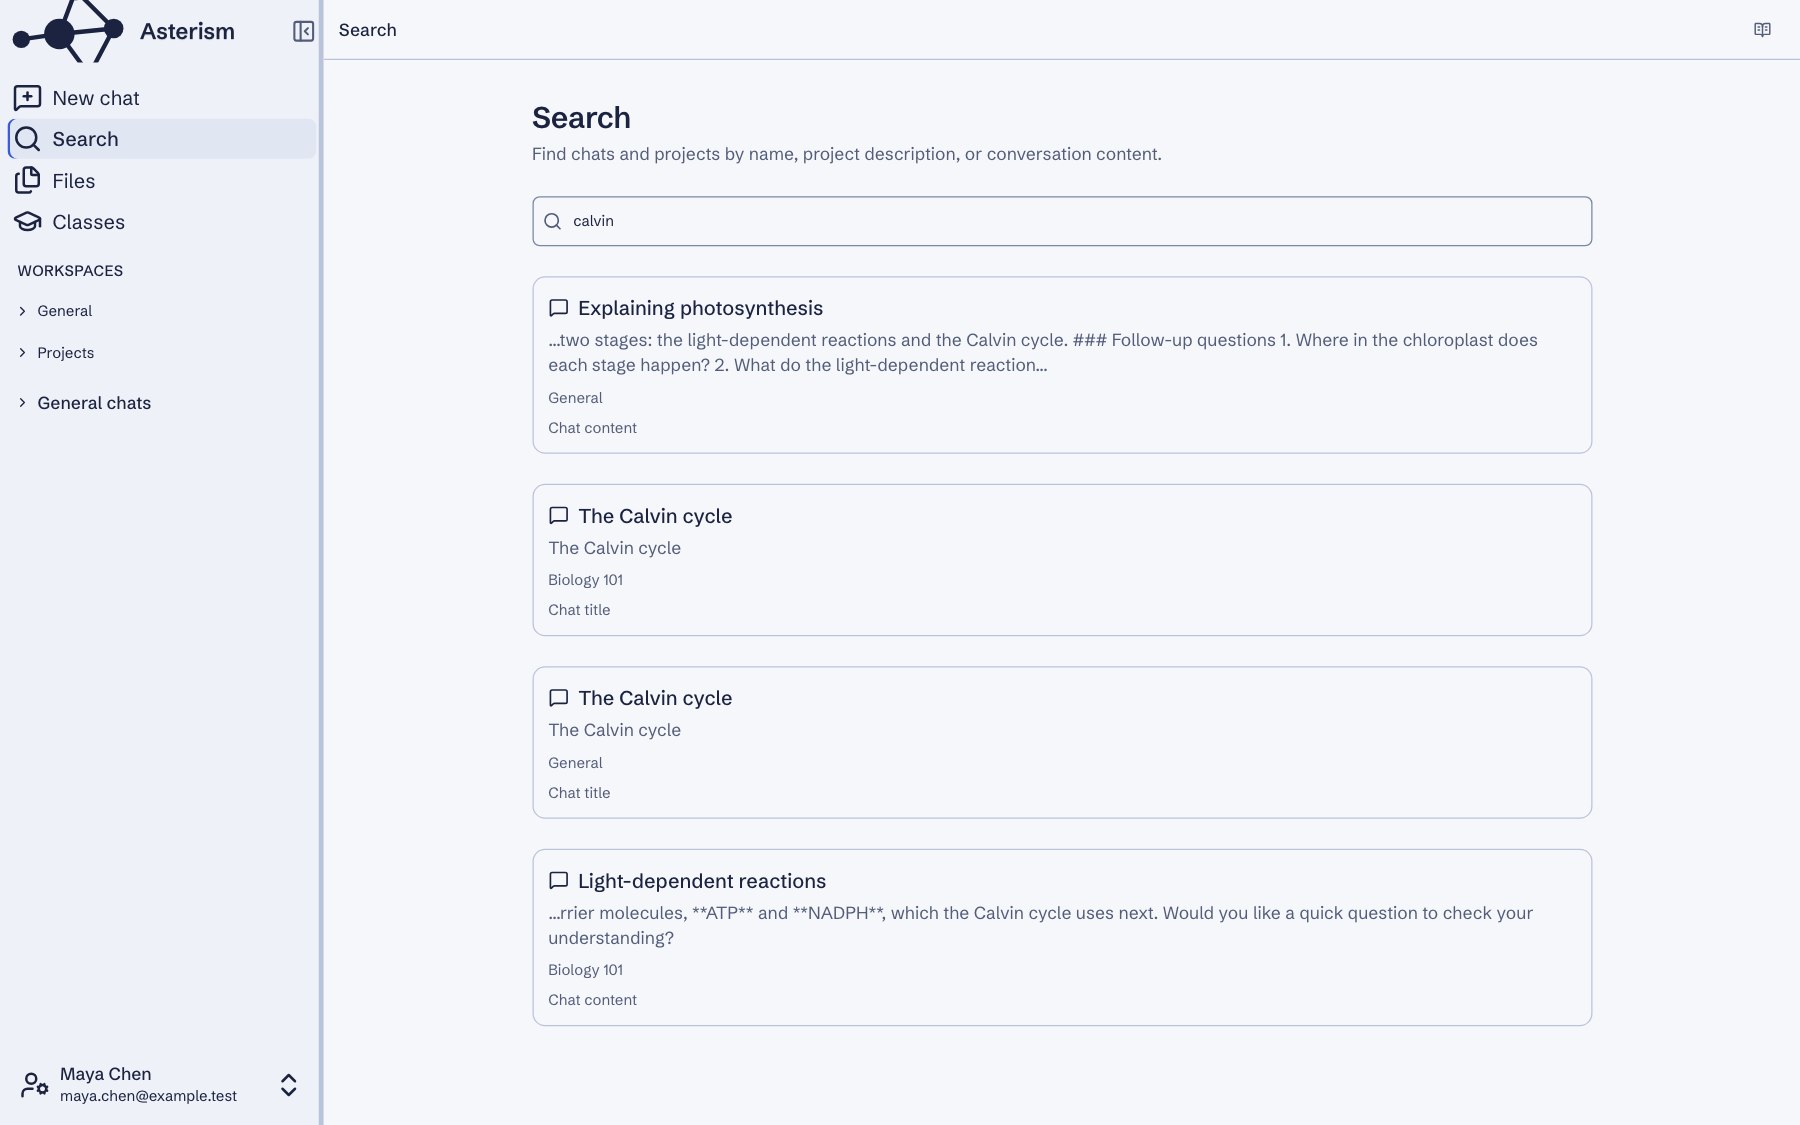 Asterism
New chat
Search
Files
Classes
WORKSPACES
General
Projects
General chats
Maya Chen
maya.chen@example.test
Search
Search
Find chats and projects by name, project description, or conversation content.
calvin
Explaining photosynthesis
...two stages: the light-dependent reactions and the Calvin cycle. ### Follow-up questions 1. Where in the chloroplast does
each stage happen? 2. What do the light-dependent reaction...
General
Chat content
The Calvin cycle
The Calvin cycle
Biology 101
Chat title
The Calvin cycle
The Calvin cycle
General
Chat title
Light-dependent reactions
...rrier molecules, **ATP** and **NADPH**, which the Calvin cycle uses next. Would you like a quick question to check your
understanding?
Biology 101
Chat content